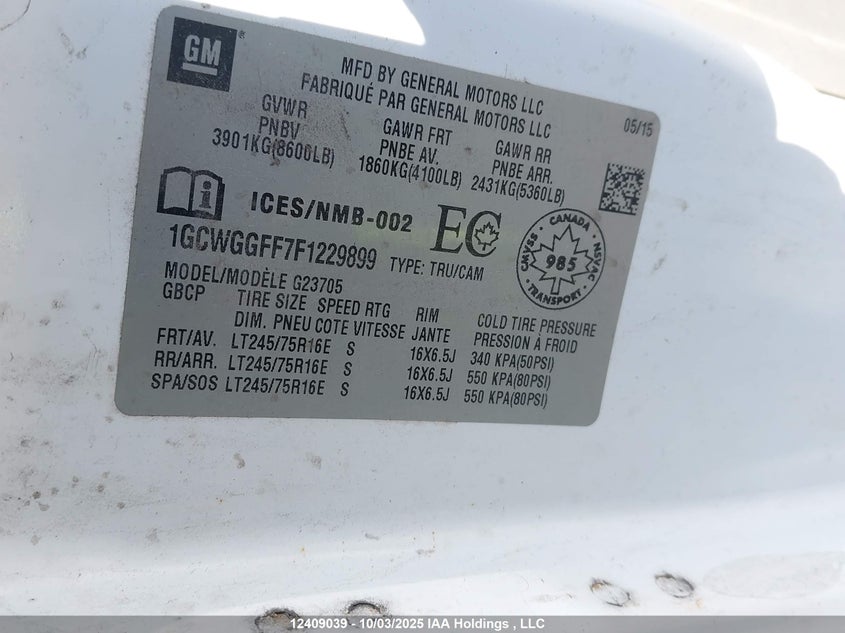 GM
MFD BY GENERAL MOTORS LLC
FABRIQUÉ PAR GENERAL MOTORS LLC
05/15
GVWR
PNBV
3901KG(8600LB)
GAWR FRT
PNBE AV.
1860KG(4100LB)
GAWR RR
PNBE ARR.
2431KG(5360LB)
ICES/NMB-002
EC
CANADA
CMVSS
985
NSVAC
TRANSPORT
1GCWGGFF7F1229899 TYPE: TRU/CAM
MODEL/MODÈLE G23705
GBCP TIRE SIZE SPEED RTG RIM COLD TIRE PRESSURE
DIM. PNEU COTE VITESSE JANTE PRESSION À FROID
FRT/AV. LT245/75R16E S 16X6.5J 340 KPA(50PSI)
RR/ARR. LT245/75R16E S 16X6.5J 550 KPA(80PSI)
SPA/SOS LT245/75R16E S 16X6.5J 550 KPA(80PSI)
12409039 - 10/03/2025 IAA Holdings , LLC